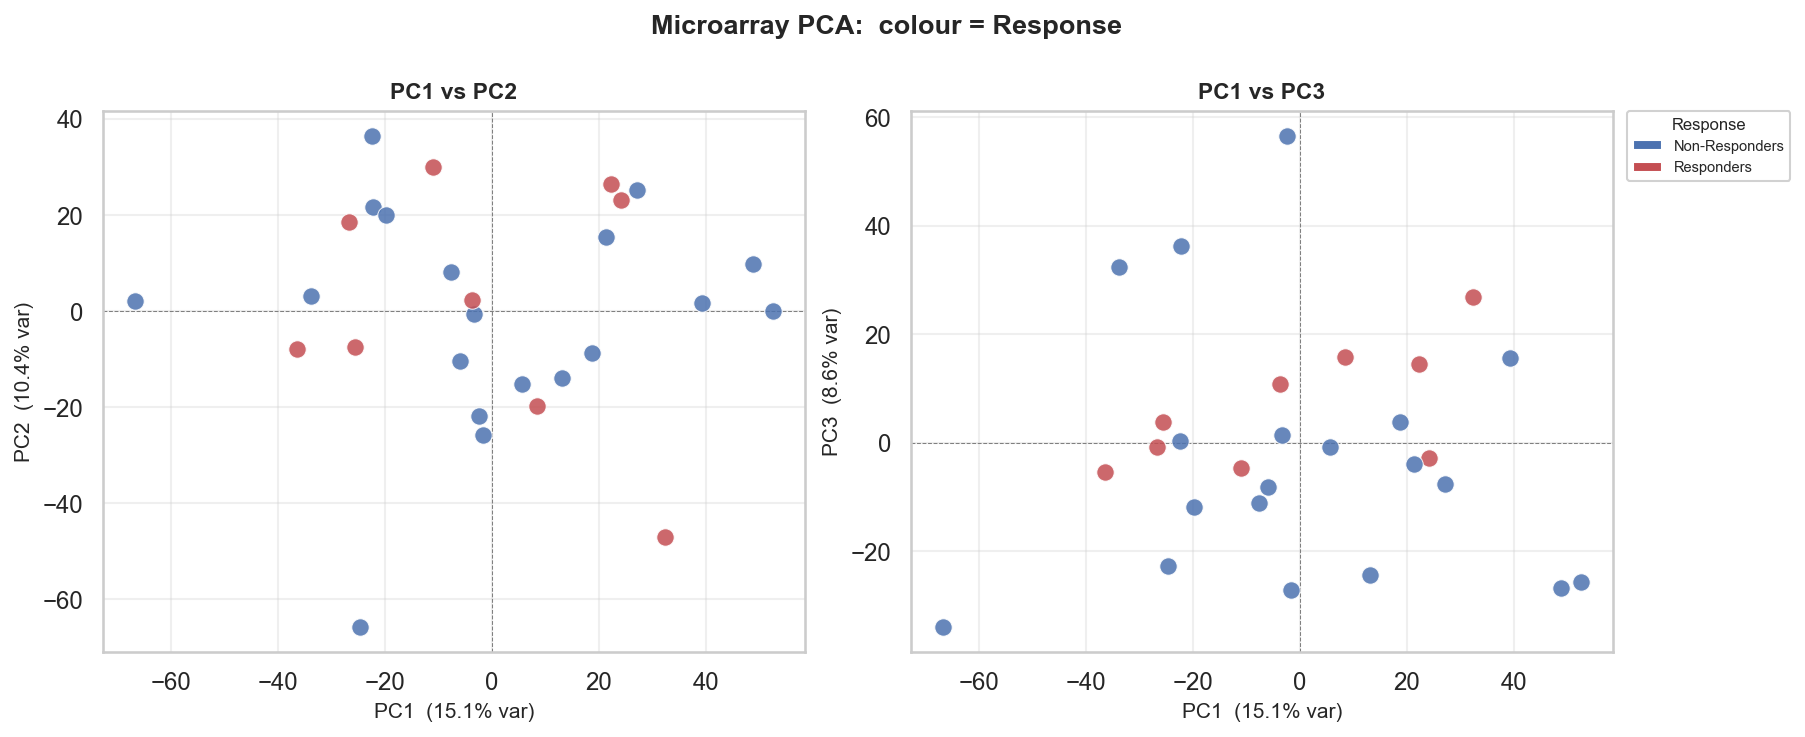 Microarray PCA:  colour = Response
PC1 vs PC2
40
20
0
−20
−40
−60
PC2  (10.4% var)
−60
−40
−20
0
20
40
PC1  (15.1% var)
PC1 vs PC3
60
40
20
0
−20
PC3  (8.6% var)
−60
−40
−20
0
20
40
PC1  (15.1% var)
Response
Non-Responders
Responders